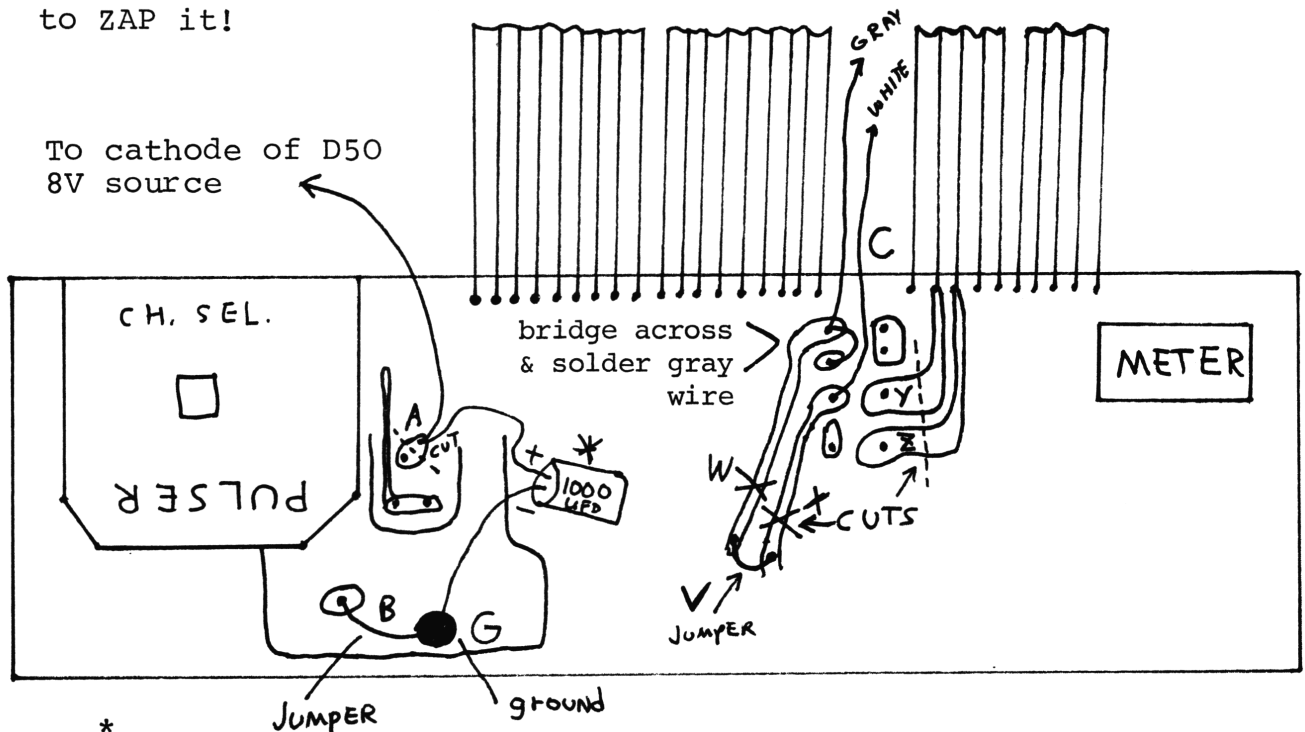 to ZAP it!
GRAY
WHITE
To cathode of D50
8V source
C
CH. SEL.
bridge across
& solder gray
wire
METER
A
CUT
+
*
1000
UFD
-
Y
Z
W
X
CUTS
PULSER
B
G
V
JUMPER
JUMPER
ground
*